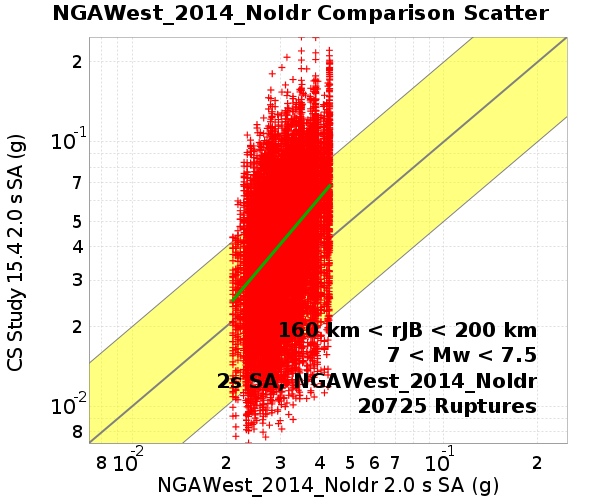 NGAWest_2014_NoIdr Comparison Scatter
CS Study 15.4 2.0 s SA (g)
2
10-1
7
5
4
3
2
10-2
8
160 km < rJB < 200 km
7 < Mw < 7.5
2s SA, NGAWest_2014_NoIdr
20725 Ruptures
8 10-2 2 3 4 5 6 7 10-1 2
NGAWest_2014_NoIdr 2.0 s SA (g)